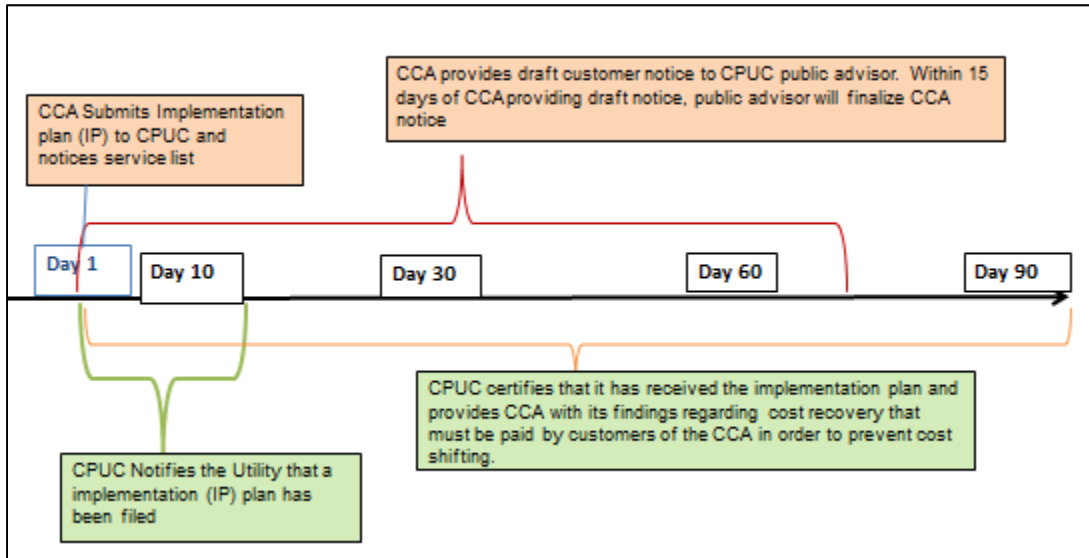 CCA provides draft customer notice to CPUC public advisor. Within 15
days of CCA providing draft notice, public advisor will finalize CCA
notice
CCA Submits Implementation
plan (IP) to CPUC and
notices service list
Day 1
Day 10
Day 30
Day 60
Day 90
CPUC certifies that it has received the implementation plan and
provides CCA with its findings regarding cost recovery that
must be paid by customers of the CCA in order to prevent cost
shifting.
CPUC Notifies the Utility that a
implementation (IP) plan has
been filed